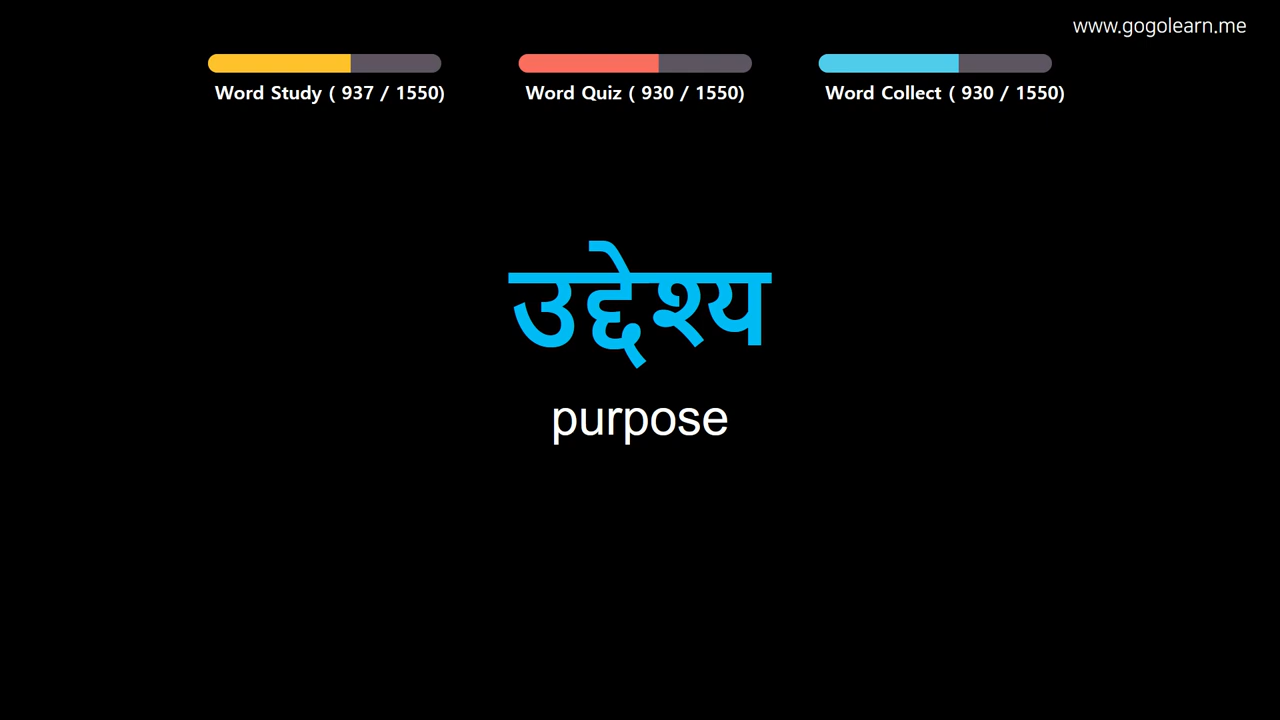 www.gogolearn.me
Word Study ( 937 / 1550)
Word Quiz ( 930 / 1550)
Word Collect ( 930 / 1550)
उद्देश्य
purpose